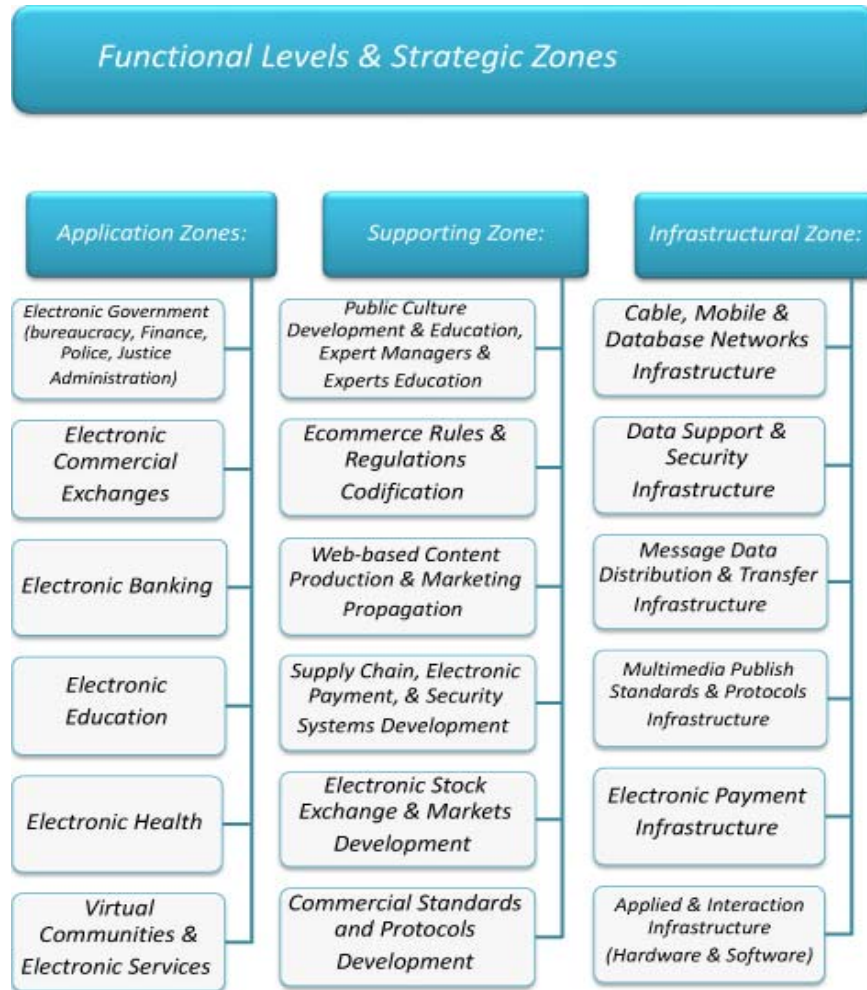 Functional Levels & Strategic Zones
Application Zones:
Electronic Government
(bureaucracy, Finance,
Police, Justice
Administration)
Electronic
Commercial
Exchanges
Electronic Banking
Electronic
Education
Electronic Health
Virtual
Communities &
Electronic Services
Supporting Zone:
Public Culture
Development & Education,
Expert Managers &
Experts Education
Ecommerce Rules &
Regulations
Codification
Web-based Content
Production & Marketing
Propagation
Supply Chain, Electronic
Payment, & Security
Systems Development
Electronic Stock
Exchange & Markets
Development
Commercial Standards
and Protocols
Development
Infrastructural Zone:
Cable, Mobile &
Database Networks
Infrastructure
Data Support &
Security
Infrastructure
Message Data
Distribution & Transfer
Infrastructure
Multimedia Publish
Standards & Protocols
Infrastructure
Electronic Payment
Infrastructure
Applied & Interaction
Infrastructure
(Hardware & Software)